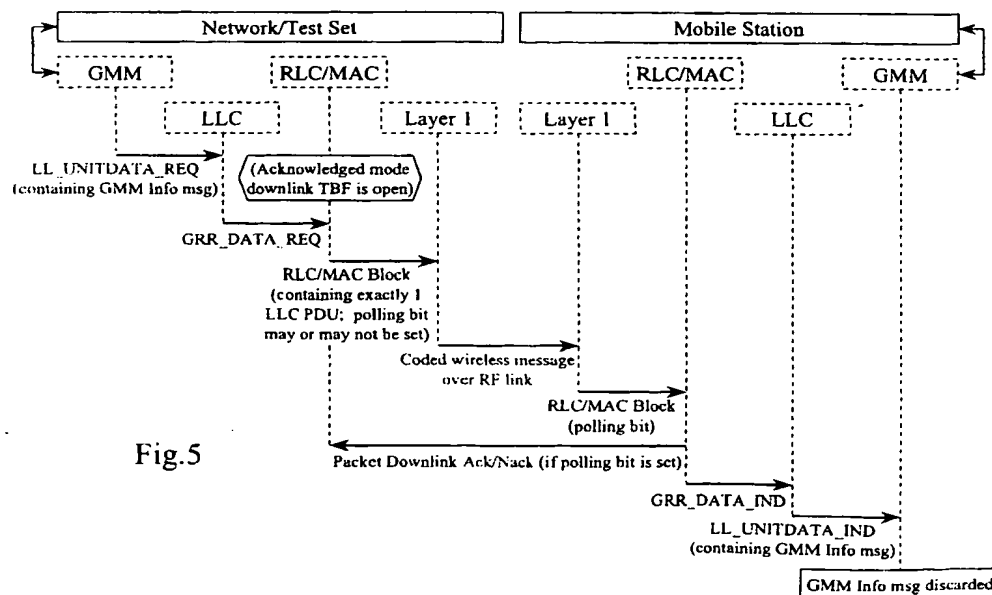 Network/Test Set
Mobile Station
GMM
RLC/MAC
RLC/MAC
GMM
LLC
Layer 1
Layer 1
LLC
LL_UNITDATA_REQ
(containing GMM Info msg)
(Acknowledged mode
downlink TBF is open)
GRR_DATA_REQ
RLC/MAC Block
(containing exactly 1
LLC PDU; polling bit
may or may not be set)
Coded wireless message
over RF link
RLC/MAC Block
(polling bit)
Fig.5
Packet Downlink Ack/Nack (if polling bit is set)
GRR_DATA_IND
LL_UNITDATA_IND
(containing GMM Info msg)
GMM Info msg discarded